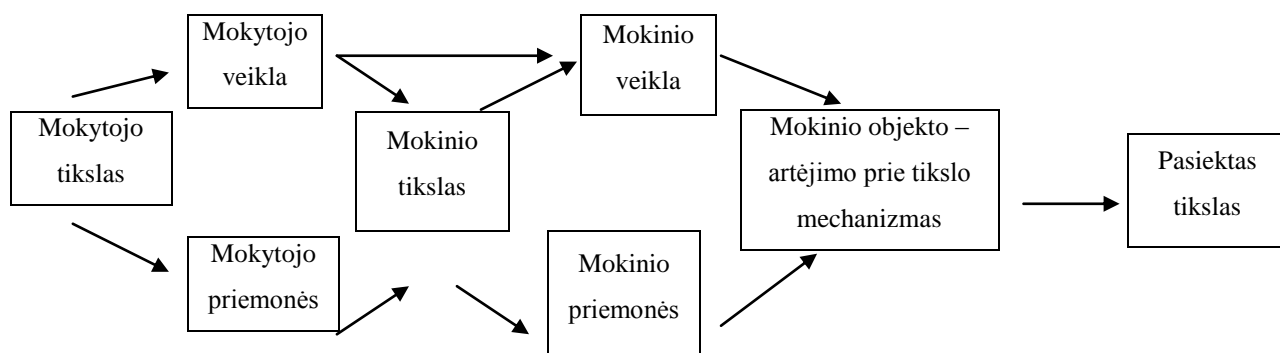 Mokytojo
veikla
Mokinio
veikla
Mokytojo
tikslas
Mokinio
tikslas
Mokinio objekto –
artėjimo prie tikslo
mechanizmas
Pasiektas
tikslas
Mokytojo
priemonės
Mokinio
priemonės